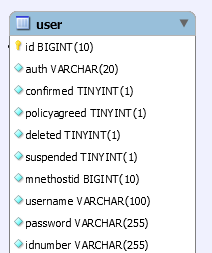 user
id BIGINT(10)
auth VARCHAR(20)
confirmed TINYINT(1)
policyagreed TINYINT(1)
deleted TINYINT(1)
suspended TINYINT(1)
mnethostid BIGINT(10)
username VARCHAR(100)
password VARCHAR(255)
idnumber VARCHAR(255)